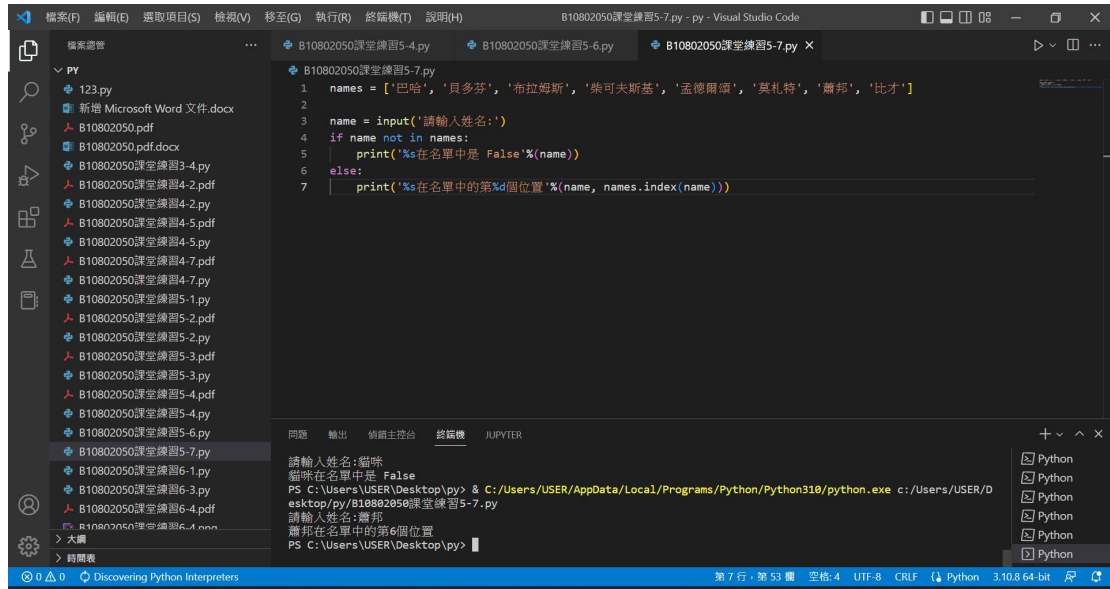 檔案(F) 編輯(E) 選取項目(S) 檢視(V) 移至(G) 執行(R) 終端機(T) 說明(H) B10802050課堂練習5-7.py - py - Visual Studio Code
檔案總管 ···
PY
123.py
新增 Microsoft Word 文件.docx
B10802050.pdf
B10802050.pdf.docx
B10802050課堂練習3-4.py
B10802050課堂練習4-2.pdf
B10802050課堂練習4-2.py
B10802050課堂練習4-5.pdf
B10802050課堂練習4-5.py
B10802050課堂練習4-7.pdf
B10802050課堂練習4-7.py
B10802050課堂練習5-1.py
B10802050課堂練習5-2.pdf
B10802050課堂練習5-2.py
B10802050課堂練習5-3.pdf
B10802050課堂練習5-3.py
B10802050課堂練習5-4.pdf
B10802050課堂練習5-4.py
B10802050課堂練習5-6.py
B10802050課堂練習5-7.py
B10802050課堂練習6-1.py
B10802050課堂練習6-3.py
B10802050課堂練習6-4.pdf
B10802050課堂練習6-4.png
大綱
時間表
B10802050課堂練習5-4.py B10802050課堂練習5-6.py B10802050課堂練習5-7.py
B10802050課堂練習5-7.py
1 names = ['巴哈', '貝多芬', '布拉姆斯', '柴可夫斯基', '孟德爾頌', '莫札特', '蕭邦', '比才']
2
3 name = input('請輸入姓名:')
4 if name not in names:
5 print('%s在名單中是 False'%(name))
6 else:
7 print('%s在名單中的第%d個位置'%(name, names.index(name)))
問題 輸出 偵錯主控台 終端機 JUPYTER
請輸入姓名:貓咪
貓咪在名單中是 False
PS C:\Users\USER\Desktop\py> & C:/Users/USER/AppData/Local/Programs/Python/Python310/python.exe c:/Users/USER/D
esktop/py/B10802050課堂練習5-7.py
請輸入姓名:蕭邦
蕭邦在名單中的第6個位置
PS C:\Users\USER\Desktop\py>
Python
Python
Python
Python
Python
Python
0 0 Discovering Python Interpreters 第 7 行，第 53 欄 空格: 4 UTF-8 CRLF Python 3.10.8 64-bit